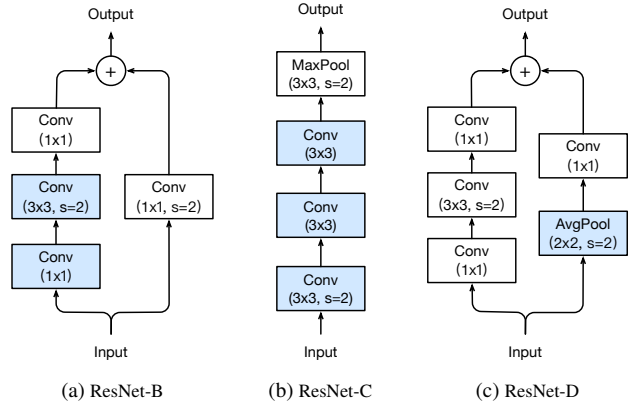 Output
+
Conv
(1x1)
Conv
(3x3, s=2)
Conv
(1x1)
Conv
(1x1, s=2)
Input
(a) ResNet-B
Output
MaxPool
(3x3, s=2)
Conv
(3x3)
Conv
(3x3)
Conv
(3x3, s=2)
Input
(b) ResNet-C
Output
+
Conv
(1x1)
Conv
(3x3, s=2)
Conv
(1x1)
Conv
(1x1)
AvgPool
(2x2, s=2)
Input
(c) ResNet-D